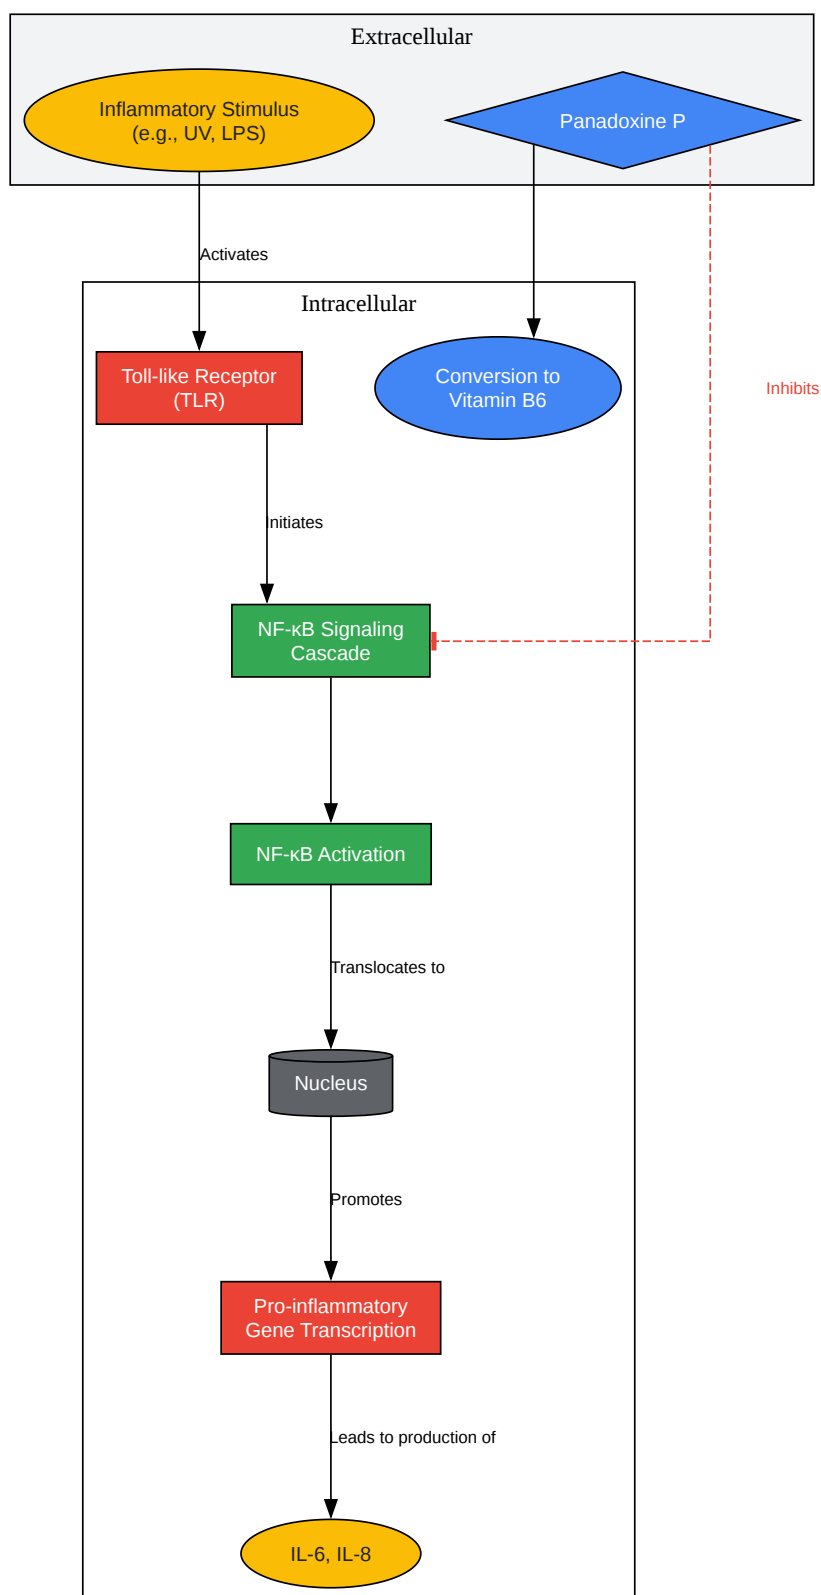 Extracellular
Inflammatory Stimulus
(e.g., UV, LPS)
Panadoxine P
Activates
Intracellular
Toll-like Receptor
(TLR)
Conversion to
Vitamin B6
Inhibits
Initiates
NF-κB Signaling
Cascade
NF-κB Activation
Translocates to
Nucleus
Promotes
Pro-inflammatory
Gene Transcription
Leads to production of
IL-6, IL-8